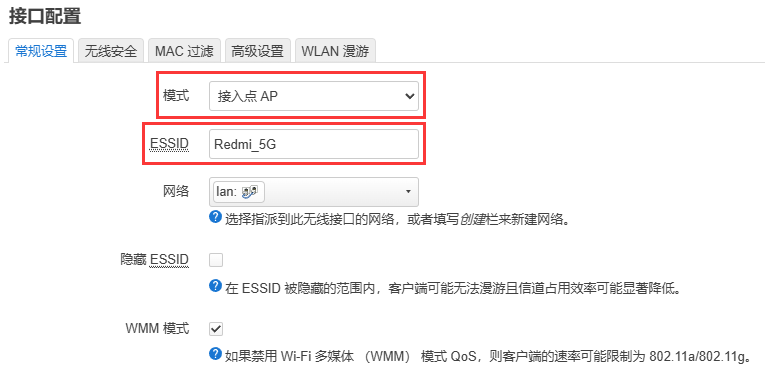 接口配置
常规设置 无线安全 MAC 过滤 高级设置 WLAN 漫游
模式 接入点 AP
ESSID Redmi_5G
网络 lan:
选择指派到此无线接口的网络，或者填写创建栏来新建网络。
隐藏 ESSID
在 ESSID 被隐藏的范围内，客户端可能无法漫游且信道占用效率可能显著降低。
WMM 模式
如果禁用 Wi-Fi 多媒体 （WMM） 模式 QoS，则客户端的速率可能限制为 802.11a/802.11g。